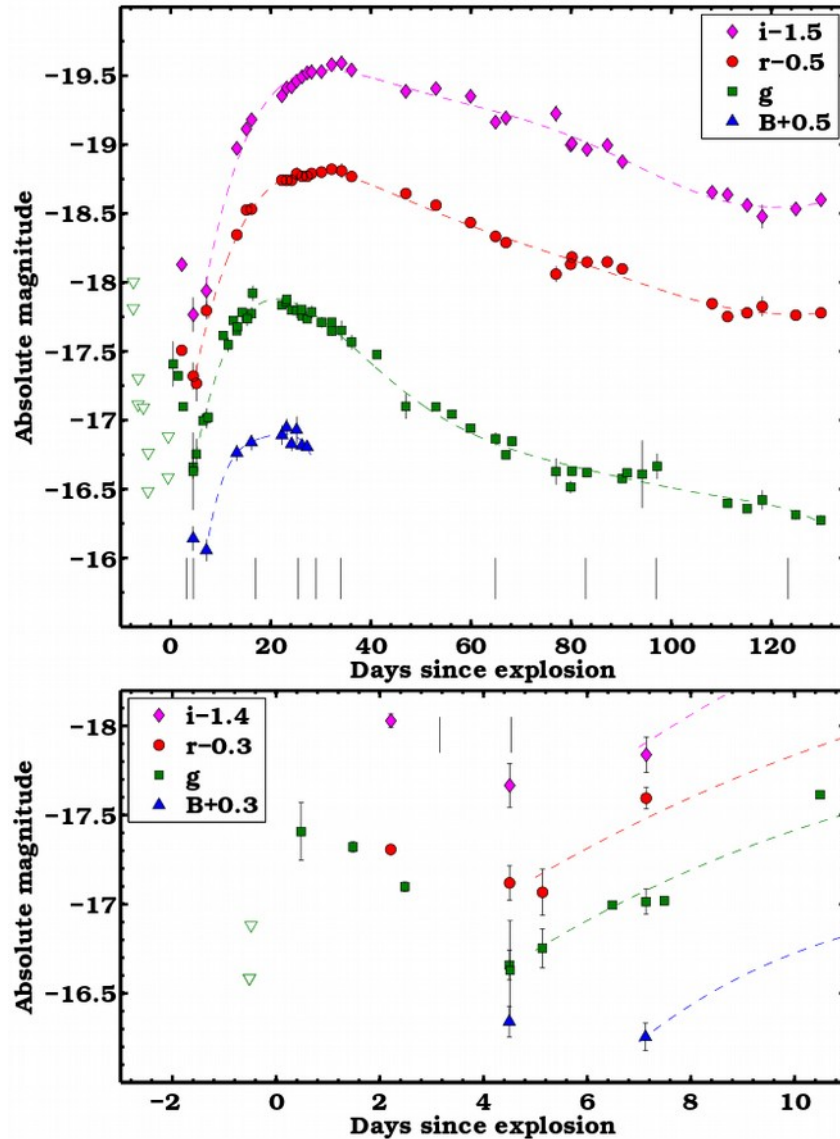 i-1.5
r-0.5
g
B+0.5
-19.5
-19
-18.5
-18
-17.5
-17
-16.5
-16
Absolute magnitude
0 20 40 60 80 100 120
Days since explosion
i-1.4
r-0.3
g
B+0.3
-18
-17.5
-17
-16.5
Absolute magnitude
-2 0 2 4 6 8 10
Days since explosion